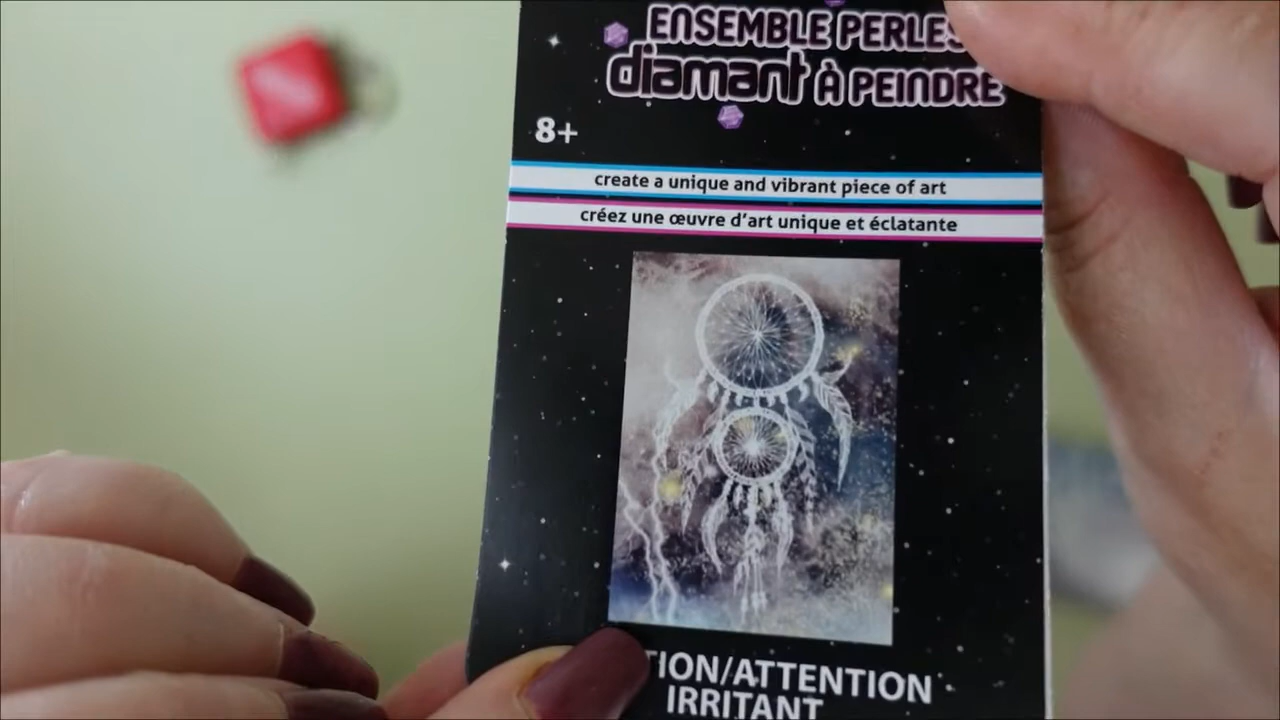 ENSEMBLE PERLES
diamant À PEINDRE
8+
create a unique and vibrant piece of art
créez une œuvre d'art unique et éclatante
TION/ATTENTION
IRRITANT